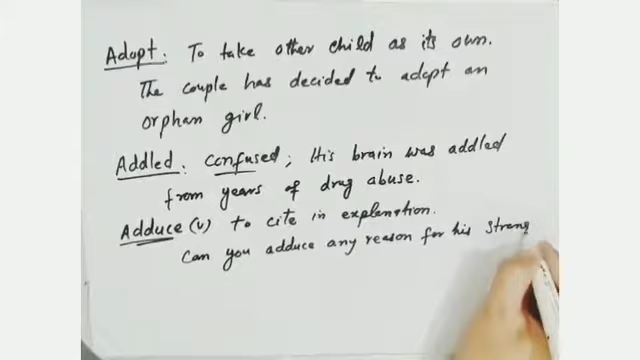 Adopt. To take other child as its own.
The couple has decided to adopt an
orphan girl.
Addled. confused; His brain was addled
from years of drug abuse.
Adduce (v) to cite in explenation.
Can you adduce any reason for his strang